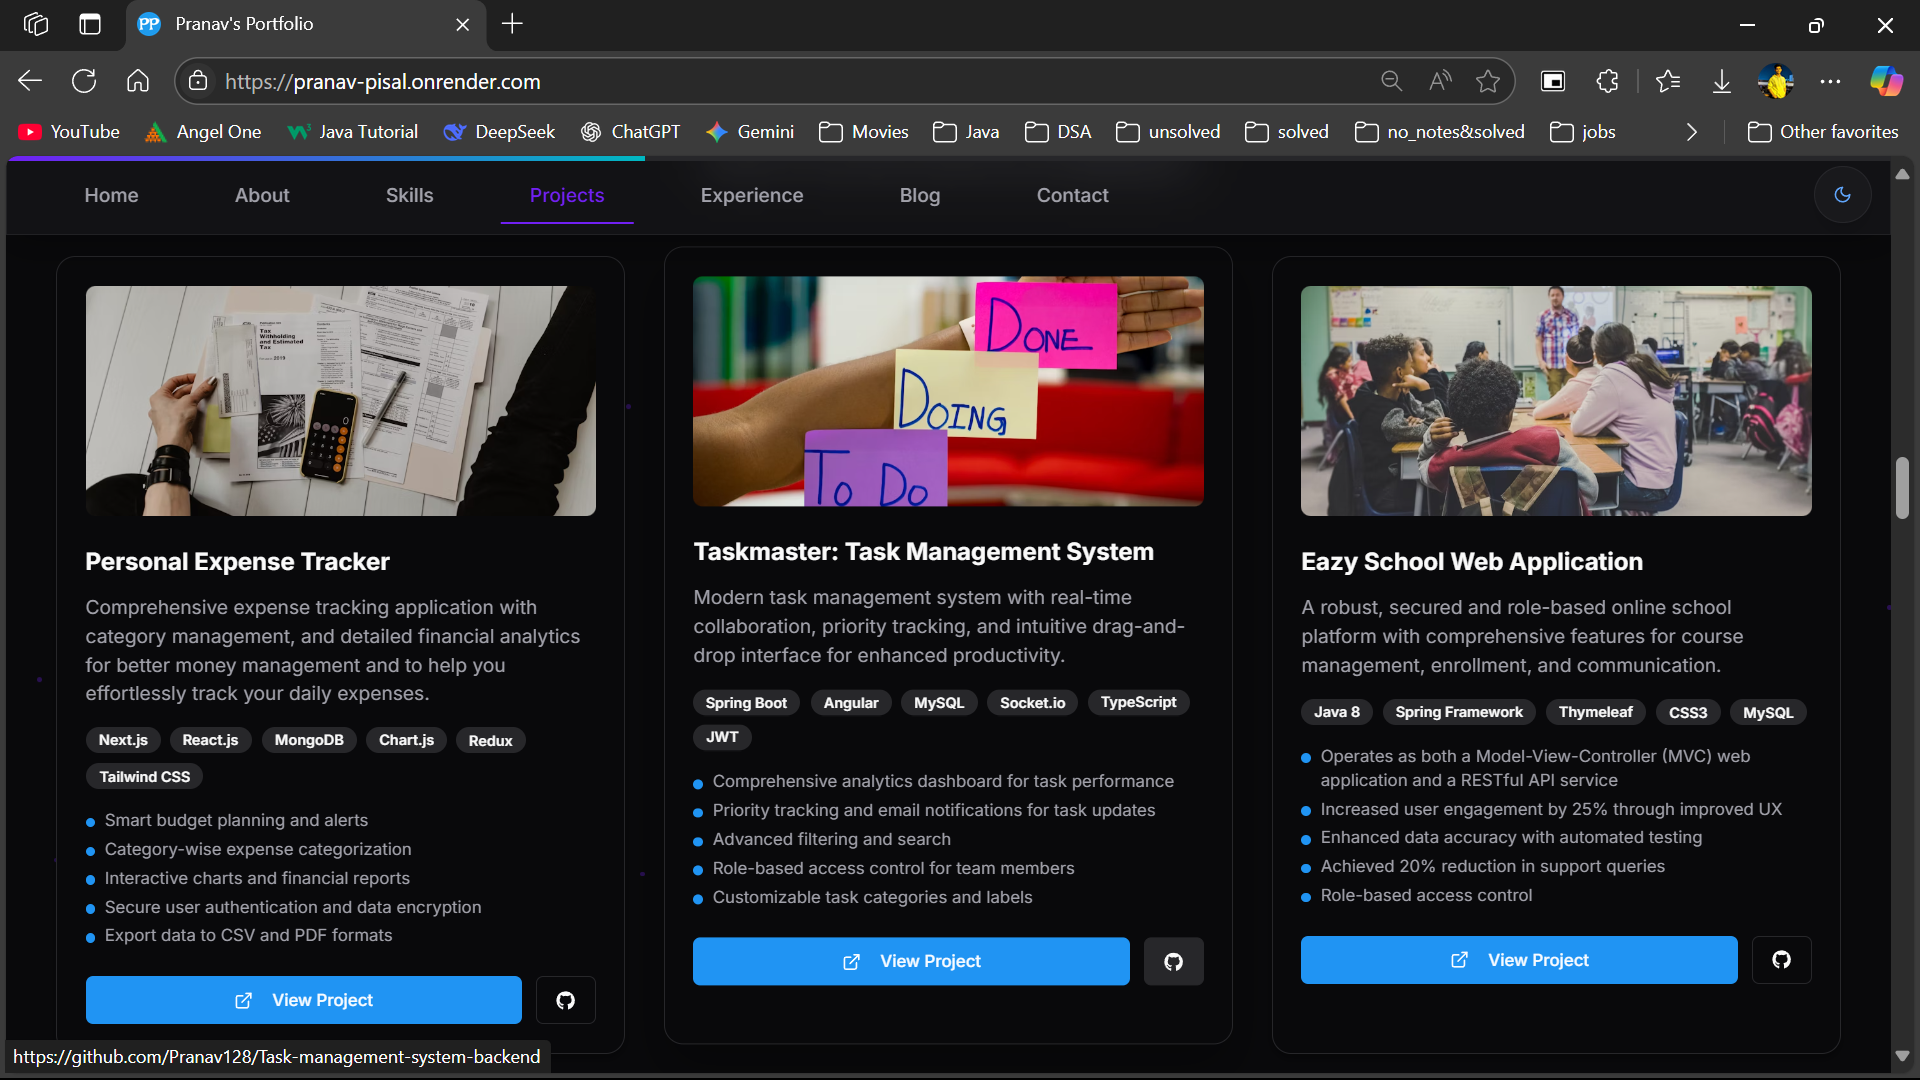 PP Pranav's Portfolio
https://pranav-pisal.onrender.com
YouTube Angel One Java Tutorial DeepSeek ChatGPT Gemini Movies Java DSA unsolved solved no_notes&solved jobs Other favorites
Home About Skills Projects Experience Blog Contact
Tax
Withholding
and Estimated
Tax
2019
DONE
DOING
TO DO
Personal Expense Tracker
Comprehensive expense tracking application with
category management, and detailed financial analytics
for better money management and to help you
effortlessly track your daily expenses.
Next.js React.js MongoDB Chart.js Redux
Tailwind CSS
Smart budget planning and alerts
Category-wise expense categorization
Interactive charts and financial reports
Secure user authentication and data encryption
Export data to CSV and PDF formats
View Project
Taskmaster: Task Management System
Modern task management system with real-time
collaboration, priority tracking, and intuitive drag-and-
drop interface for enhanced productivity.
Spring Boot Angular MySQL Socket.io TypeScript
JWT
Comprehensive analytics dashboard for task performance
Priority tracking and email notifications for task updates
Advanced filtering and search
Role-based access control for team members
Customizable task categories and labels
View Project
Eazy School Web Application
A robust, secured and role-based online school
platform with comprehensive features for course
management, enrollment, and communication.
Java 8 Spring Framework Thymeleaf CSS3 MySQL
Operates as both a Model-View-Controller (MVC) web
application and a RESTful API service
Increased user engagement by 25% through improved UX
Enhanced data accuracy with automated testing
Achieved 20% reduction in support queries
Role-based access control
View Project
https://github.com/Pranav128/Task-management-system-backend